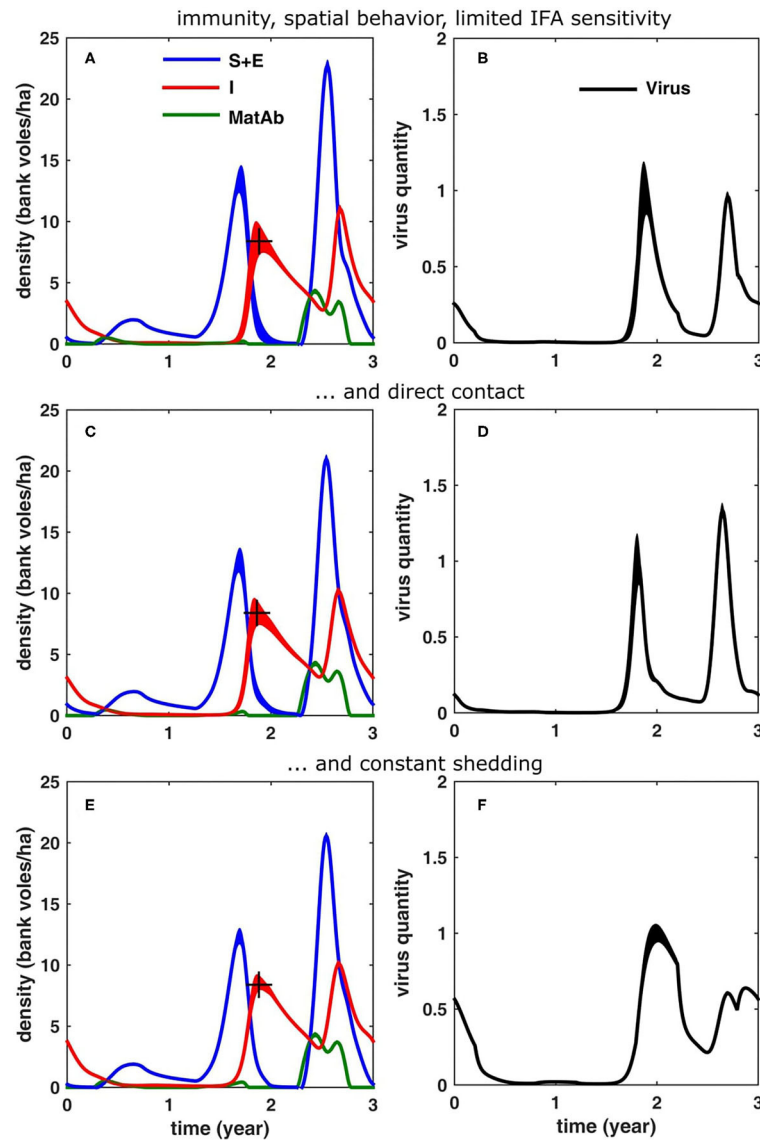 immunity, spatial behavior, limited IFA sensitivity
A
S+E
I
MatAb
density (bank voles/ha)
25
20
15
10
5
0
0 1 2 3
B
Virus
virus quantity
2
1.5
1
0.5
0
0 1 2 3
... and direct contact
C
density (bank voles/ha)
25
20
15
10
5
0
0 1 2 3
D
virus quantity
2
1.5
1
0.5
0
0 1 2 3
... and constant shedding
E
density (bank voles/ha)
25
20
15
10
5
0
0 1 2 3
time (year)
F
virus quantity
2
1.5
1
0.5
0
0 1 2 3
time (year)